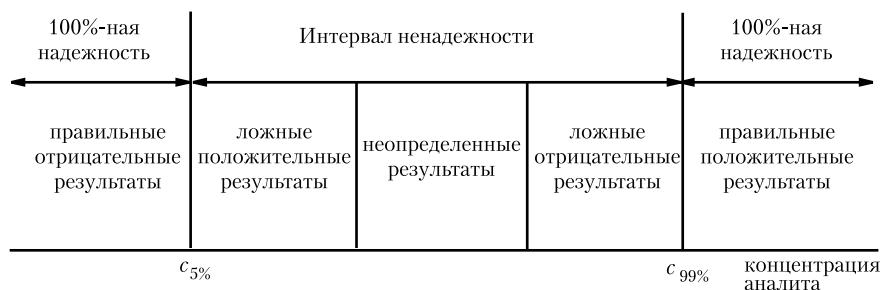 100%-ная
надежность
Интервал ненадежности
100%-ная
надежность
правильные
отрицательные
результаты
ложные
положительные
результаты
неопределенные
результаты
ложные
отрицательные
результаты
правильные
положительные
результаты
c5%
c99%
концентрация
аналита